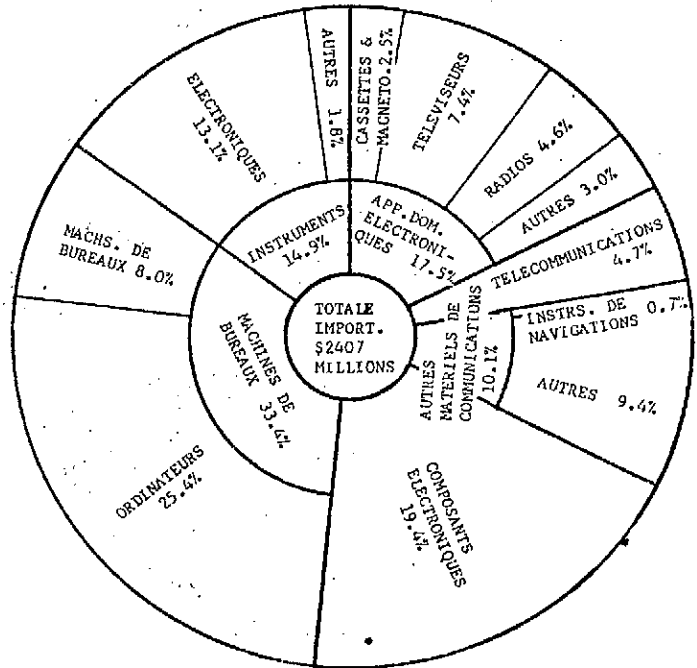 TOTALE
IMPORT.
$2407
MILLIONS
APP.DOM.
ELECTRONI-
QUES 17.5%
CASSETTES &
MAGNETO.2.5%
TELEVISEURS
7.4%
RADIOS 4.6%
AUTRES 3.0%
TELECOMMUNICATIONS
4.7%
AUTRES
MATERIELS DE
COMMUNICATIONS
10.1%
INSTRS. DE 0.7%
NAVIGATIONS
AUTRES 9.4%
COMPOSANTS
ELECTRONIQUES
19.4%
MACHINES DE
BUREAUX 33.4%
ORDINATEURS
25.4%
MACHS. DE
BUREAUX 8.0%
INSTRUMENTS
14.9%
ELECTRONIQUES
13.1%
AUTRES 1.8%